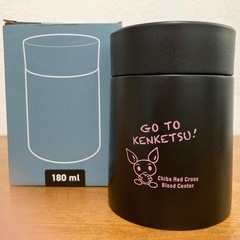 GO TO
KENKETSU!
Chiba Red Cross
Blood Center
180 ml